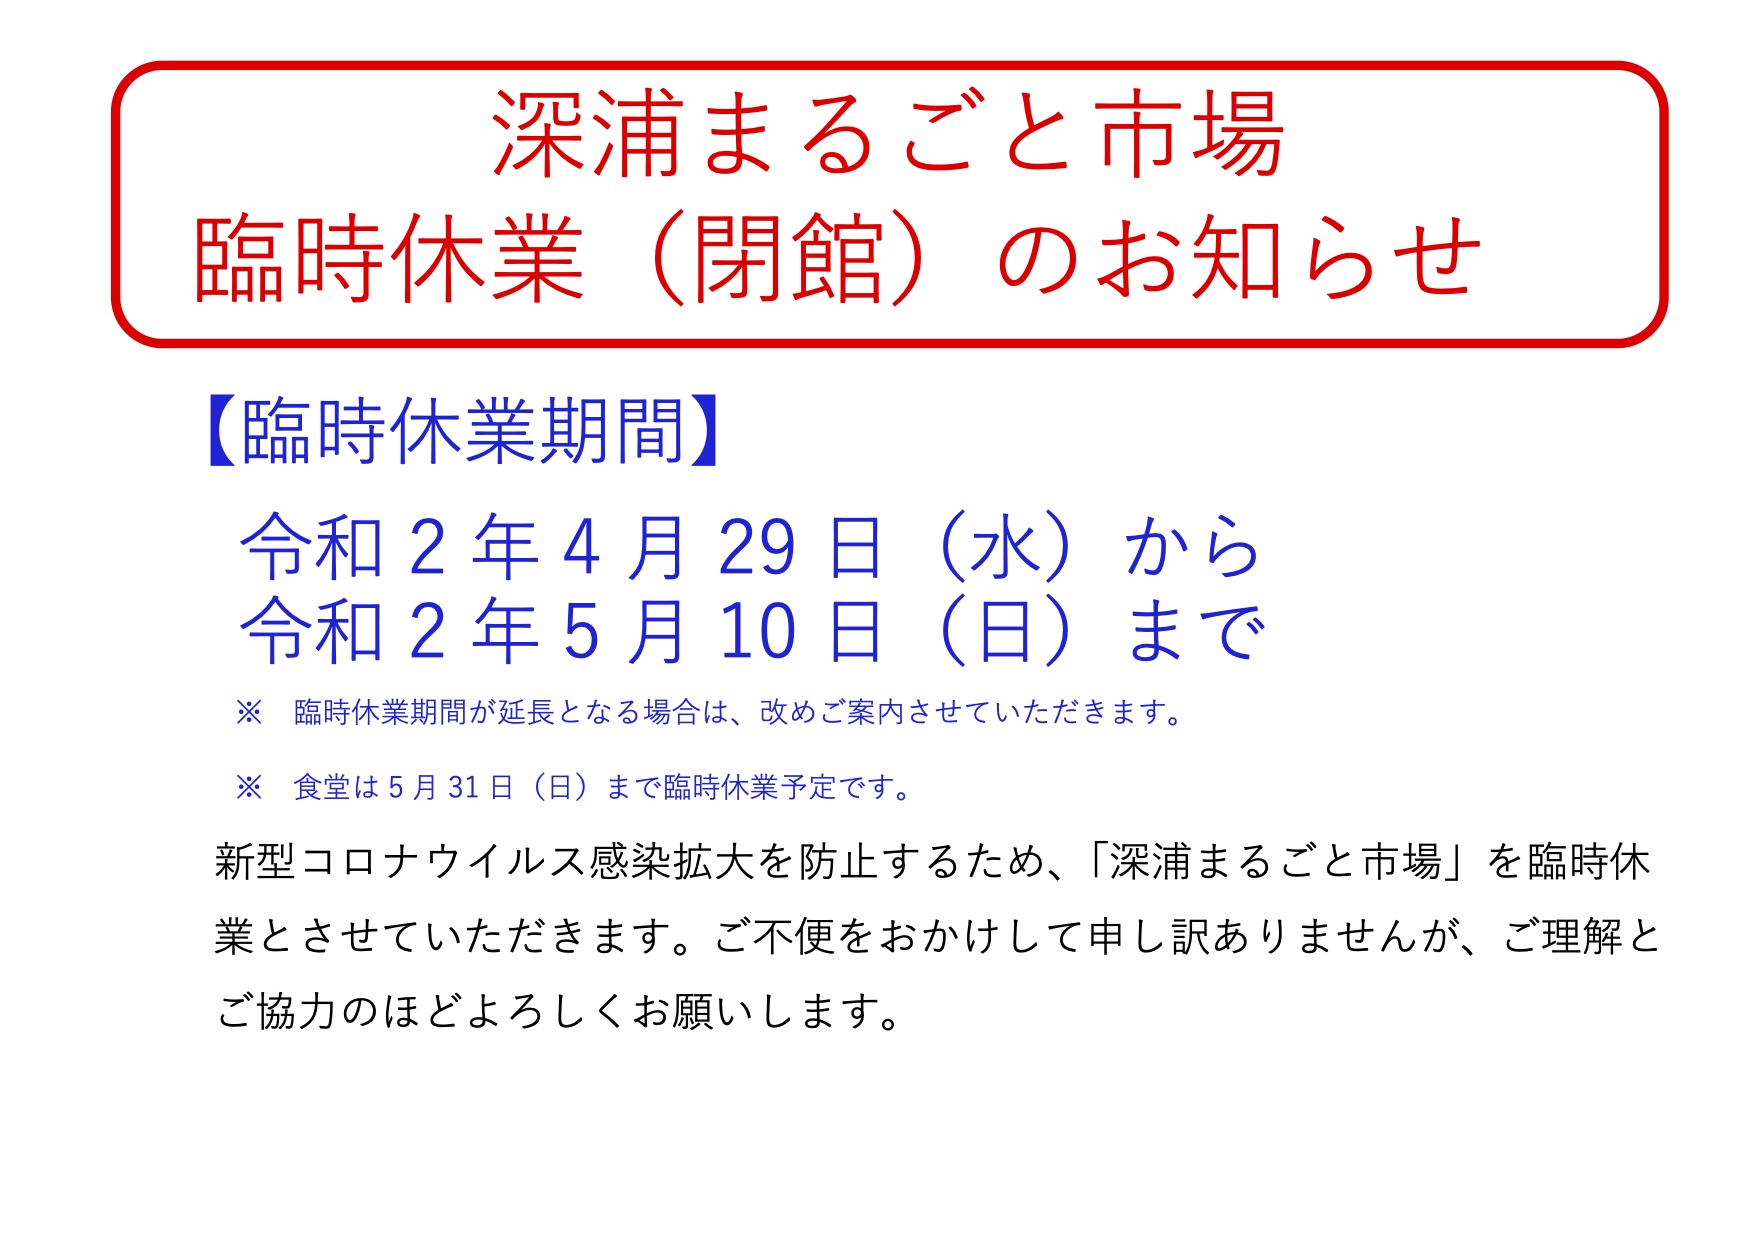 深浦まるごと市場
臨時休業（閉館）のお知らせ
【臨時休業期間】
令和 2 年 4 月 29 日（水）から
令和 2 年 5 月 10 日（日）まで
※　臨時休業期間が延長となる場合は、改めご案内させていただきます。
※　食堂は 5 月 31 日（日）まで臨時休業予定です。
新型コロナウイルス感染拡大を防止するため、「深浦まるごと市場」を臨時休
業とさせていただきます。ご不便をおかけして申し訳ありませんが、ご理解と
ご協力のほどよろしくお願いします。